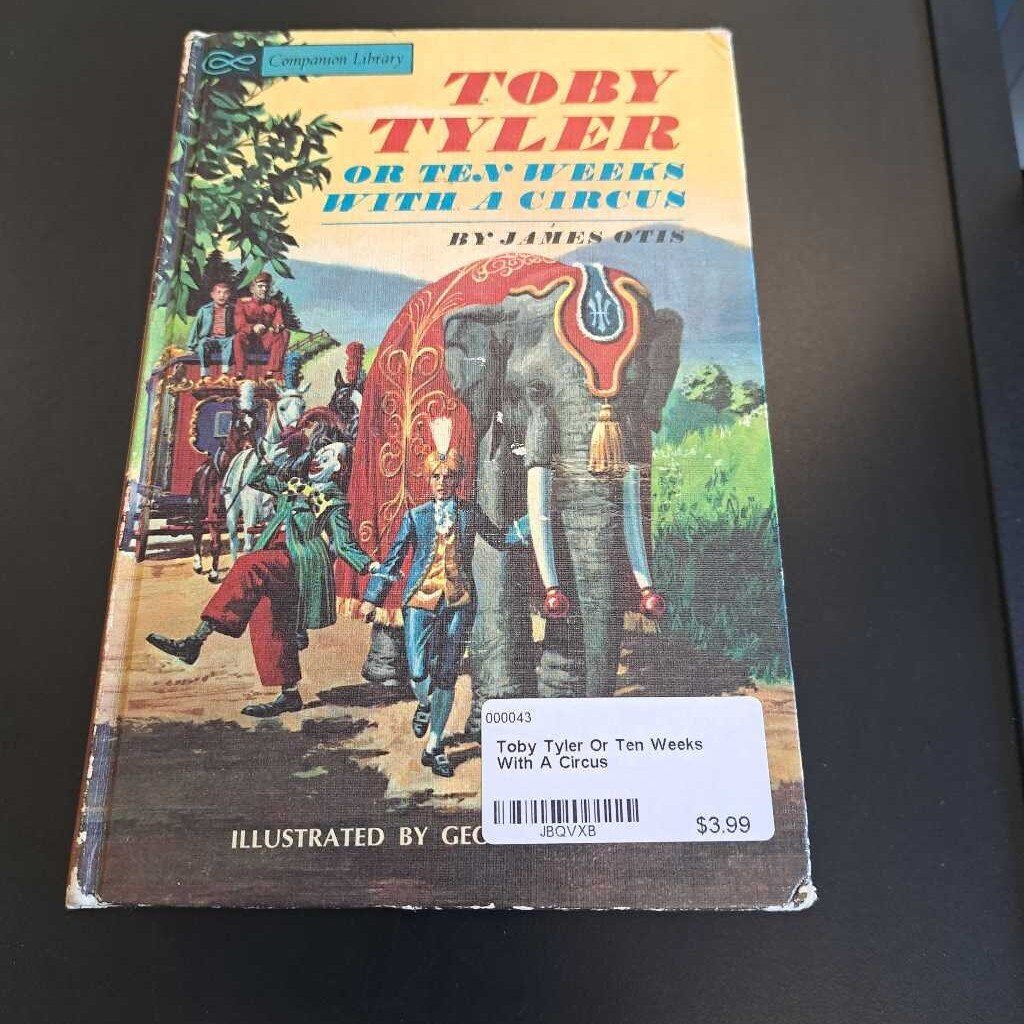 Companion Library
TOBY
TYLER
OR TEN WEEKS
WITH A CIRCUS
BY JAMES OTIS
000043
Toby Tyler Or Ten Weeks
With A Circus
JBQVXB
$3.99
ILLUSTRATED BY